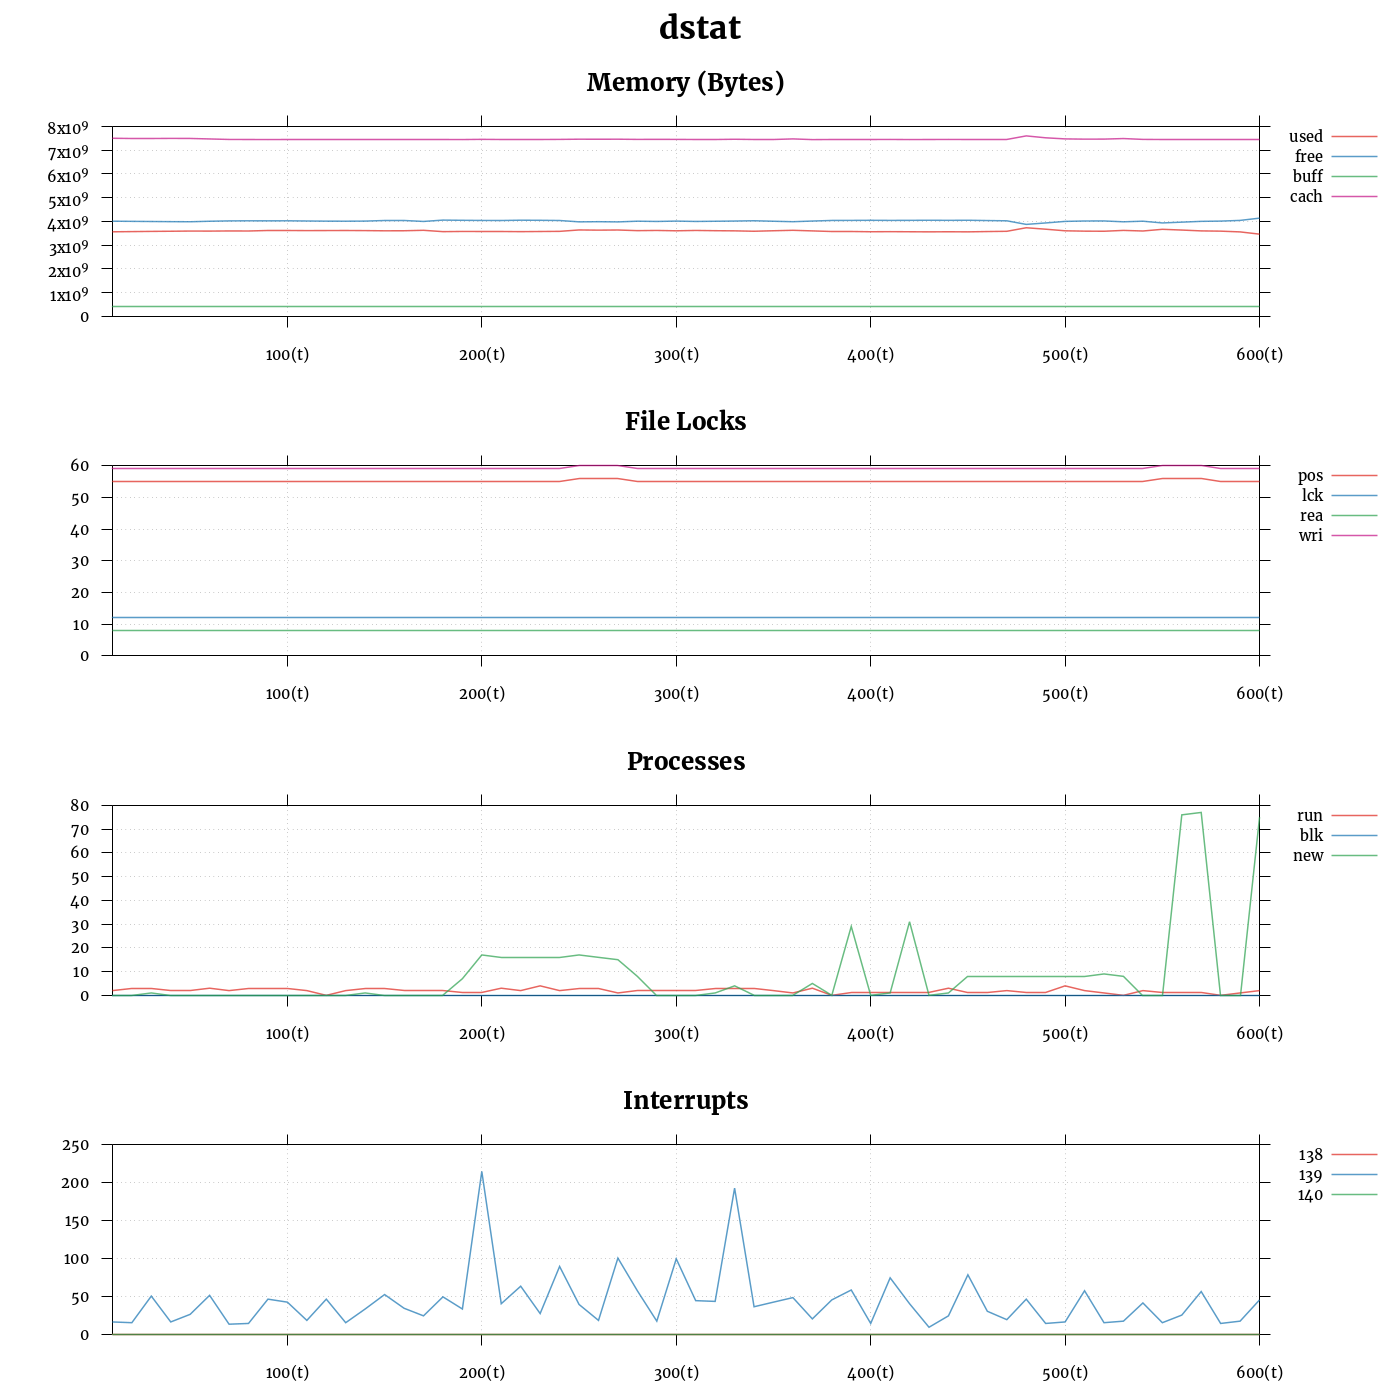 dstat
Memory (Bytes)
8x10⁹
7x10⁹
6x10⁹
5x10⁹
4x10⁹
3x10⁹
2x10⁹
1x10⁹
0
100(t) 200(t) 300(t) 400(t) 500(t) 600(t)
used
free
buff
cach
File Locks
60
50
40
30
20
10
0
100(t) 200(t) 300(t) 400(t) 500(t) 600(t)
pos
lck
rea
wri
Processes
80
70
60
50
40
30
20
10
0
100(t) 200(t) 300(t) 400(t) 500(t) 600(t)
run
blk
new
Interrupts
250
200
150
100
50
0
100(t) 200(t) 300(t) 400(t) 500(t) 600(t)
138
139
140